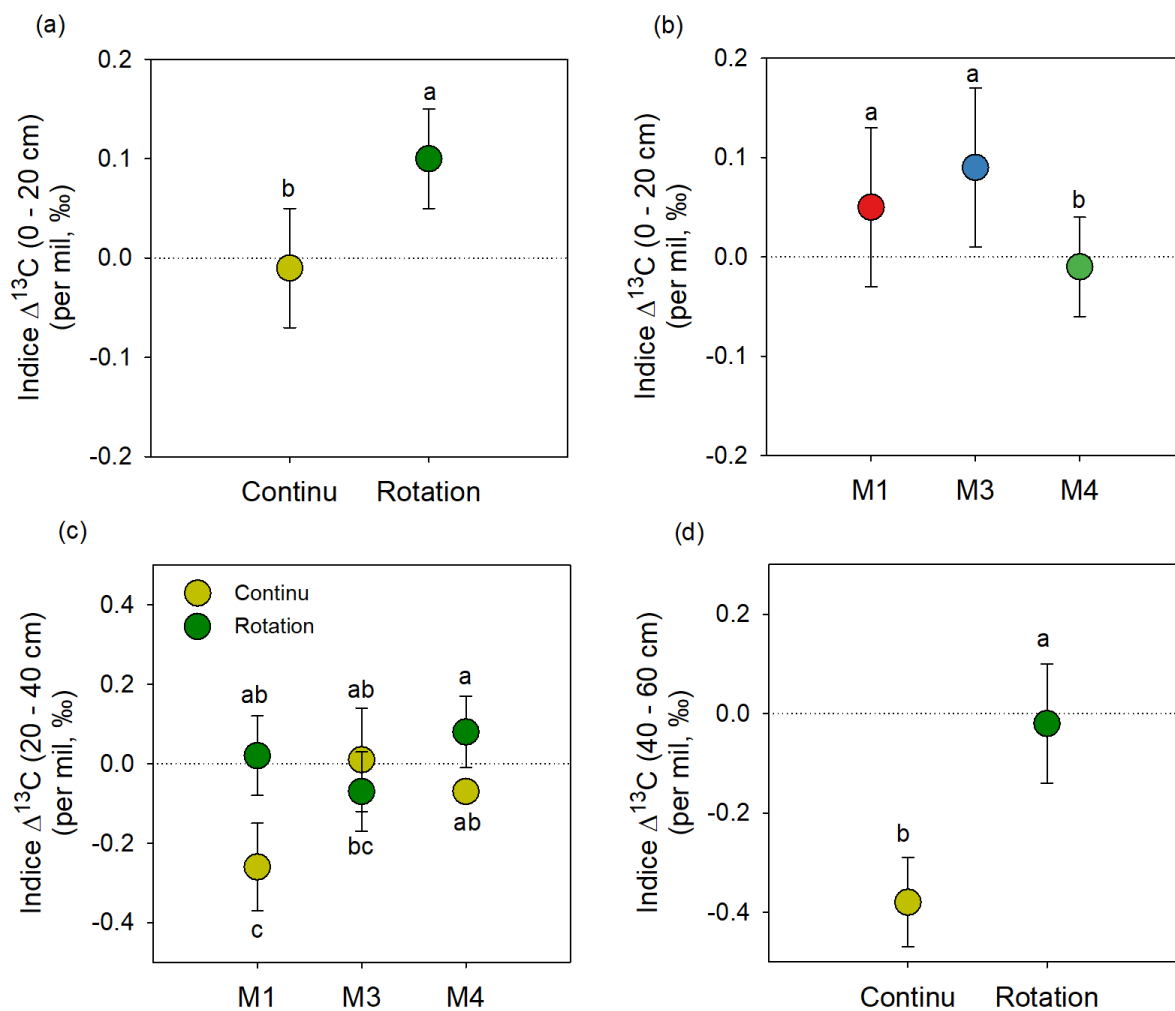 (a)
Indice Δ¹³C (0 - 20 cm)
(per mil, ‰)
0.2
0.1
0.0
-0.1
-0.2
b
a
Continu
Rotation
(b)
Indice Δ¹³C (0 - 20 cm)
(per mil, ‰)
0.2
0.1
0.0
-0.1
-0.2
a
a
b
M1
M3
M4
(c)
Indice Δ¹³C (20 - 40 cm)
(per mil, ‰)
0.4
0.2
0.0
-0.2
-0.4
Continu
Rotation
ab
ab
a
c
bc
ab
M1
M3
M4
(d)
Indice Δ¹³C (40 - 60 cm)
(per mil, ‰)
0.2
0.0
-0.2
-0.4
b
a
Continu
Rotation